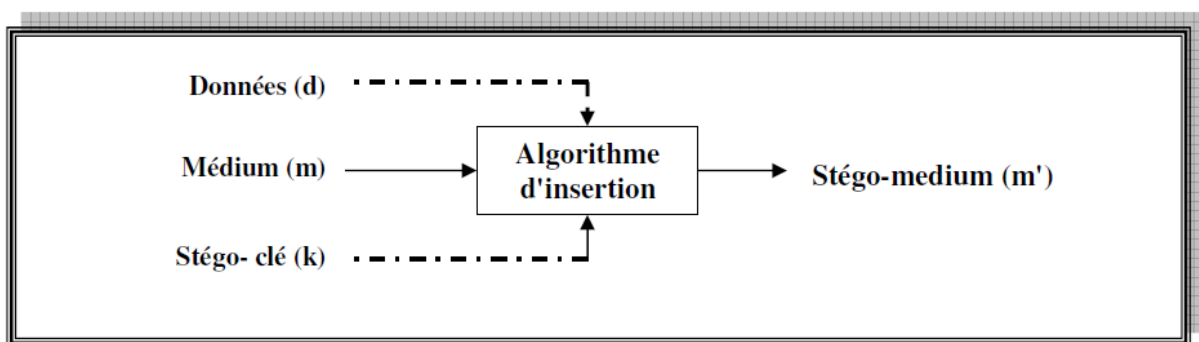 Données (d)
Médium (m)
Algorithme
d'insertion
Stégo-medium (m')
Stégo- clé (k)